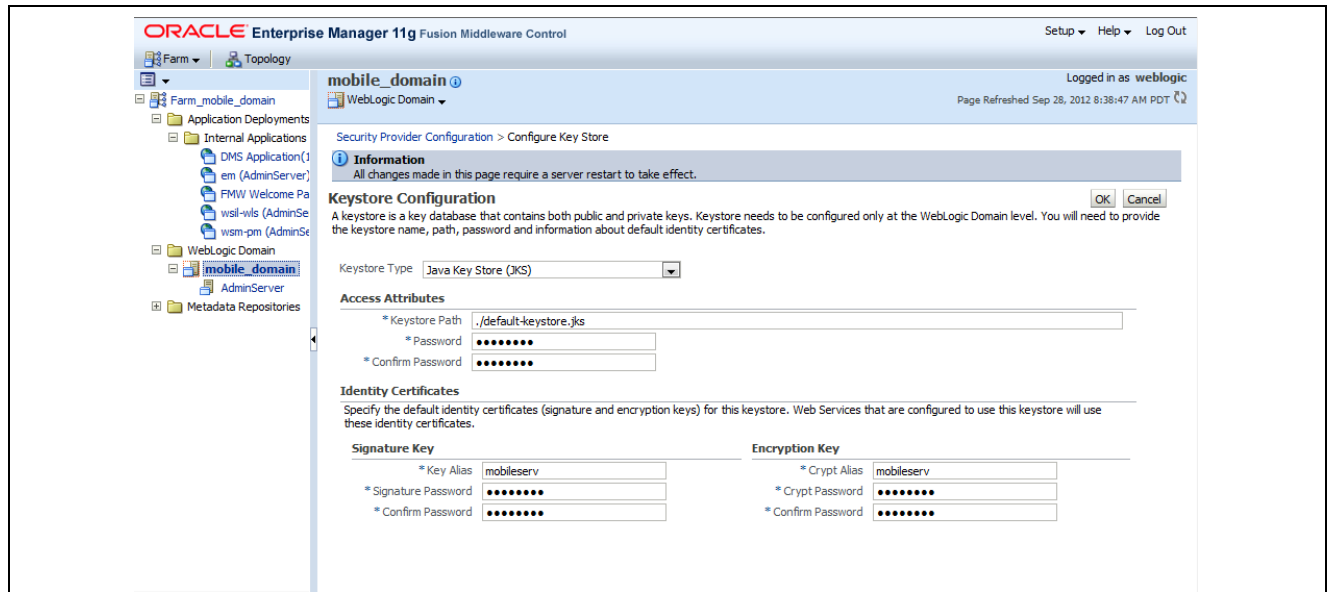 ORACLE Enterprise Manager 11g Fusion Middleware Control
Setup Help Log Out
Farm Topology
mobile_domain
Logged in as weblogic
WebLogic Domain
Page Refreshed Sep 28, 2012 8:38:47 AM PDT
Farm_mobile_domain
Application Deployments
Internal Applications
DMS Application(1
em (AdminServer)
FMW Welcome Pa
wsil-wls (AdminSe
wsm-pm (AdminSe
WebLogic Domain
mobile_domain
AdminServer
Metadata Repositories
Security Provider Configuration > Configure Key Store
Information
All changes made in this page require a server restart to take effect.
Keystore Configuration
OK Cancel
A keystore is a key database that contains both public and private keys. Keystore needs to be configured only at the WebLogic Domain level. You will need to provide
the keystore name, path, password and information about default identity certificates.
Keystore Type Java Key Store (JKS)
Access Attributes
* Keystore Path ./default-keystore.jks
* Password ••••••••
* Confirm Password ••••••••
Identity Certificates
Specify the default identity certificates (signature and encryption keys) for this keystore. Web Services that are configured to use this keystore will use
these identity certificates.
Signature Key
* Key Alias mobileserv
* Signature Password ••••••••
* Confirm Password ••••••••
Encryption Key
* Crypt Alias mobileserv
* Crypt Password ••••••••
* Confirm Password ••••••••